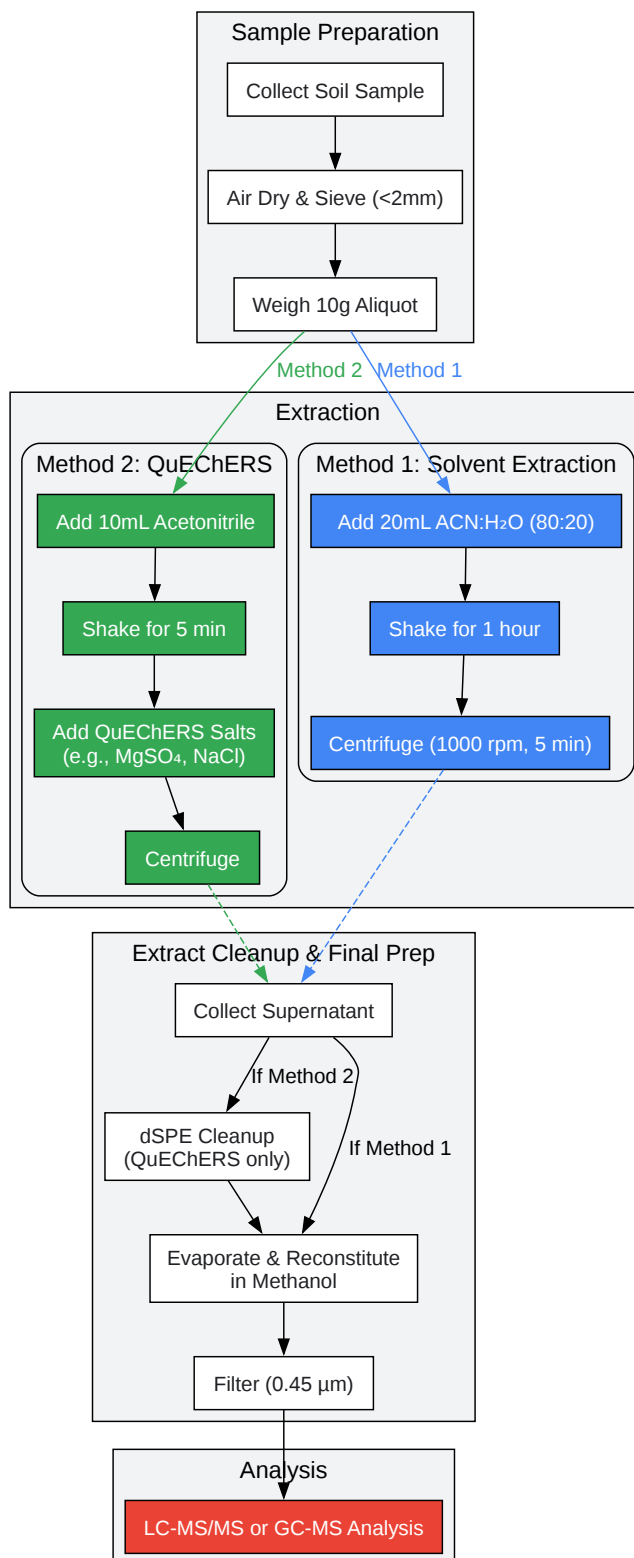 Sample Preparation
Collect Soil Sample
Air Dry & Sieve (<2mm)
Weigh 10g Aliquot
Method 2
Method 1
Extraction
Method 2: QuEChERS
Add 10mL Acetonitrile
Shake for 5 min
Add QuEChERS Salts
(e.g., MgSO₄, NaCl)
Centrifuge
Method 1: Solvent Extraction
Add 20mL ACN:H₂O (80:20)
Shake for 1 hour
Centrifuge (1000 rpm, 5 min)
Extract Cleanup & Final Prep
Collect Supernatant
If Method 2
dSPE Cleanup
(QuEChERS only)
If Method 1
Evaporate & Reconstitute
in Methanol
Filter (0.45 µm)
Analysis
LC-MS/MS or GC-MS Analysis